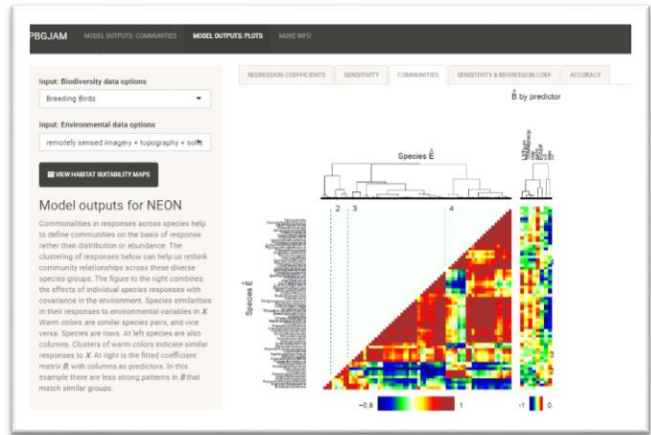 PBGJAM MODEL OUTPUTS: COMMUNITIES MODEL OUTPUTS: PLOTS MORE INFO
Input: Biodiversity data options
Breeding Birds
Input: Environmental data options
remotely sensed imagery + topography + soils
VIEW HABITAT SUITABILITY MAPS
Model outputs for NEON
Commonalities in responses across species help
to define communities on the basis of response
rather than distribution or abundance. The
clustering of responses below can help us rethink
community relationships across these diverse
species groups. The figure to the right combines
the effects of individual species responses with
covariance in the environment. Species similarities
in their responses to environmental variables in X.
Warm colors are similar species pairs, and vice
versa. Species are rows. At left species are also
columns. Clusters of warm colors indicate similar
responses to X. At right is the fitted coefficient
matrix B, with columns as predictors. In this
example there are less strong patterns in B that
match similar groups.
REGRESSION COEFFICIENTS SENSITIVITY COMMUNITIES SENSITIVITY & REGRESSION COEF ACCURACY
B̂ by predictor
Species Ê
2 3 4
Species Ê
-0.8 1
-1 0.